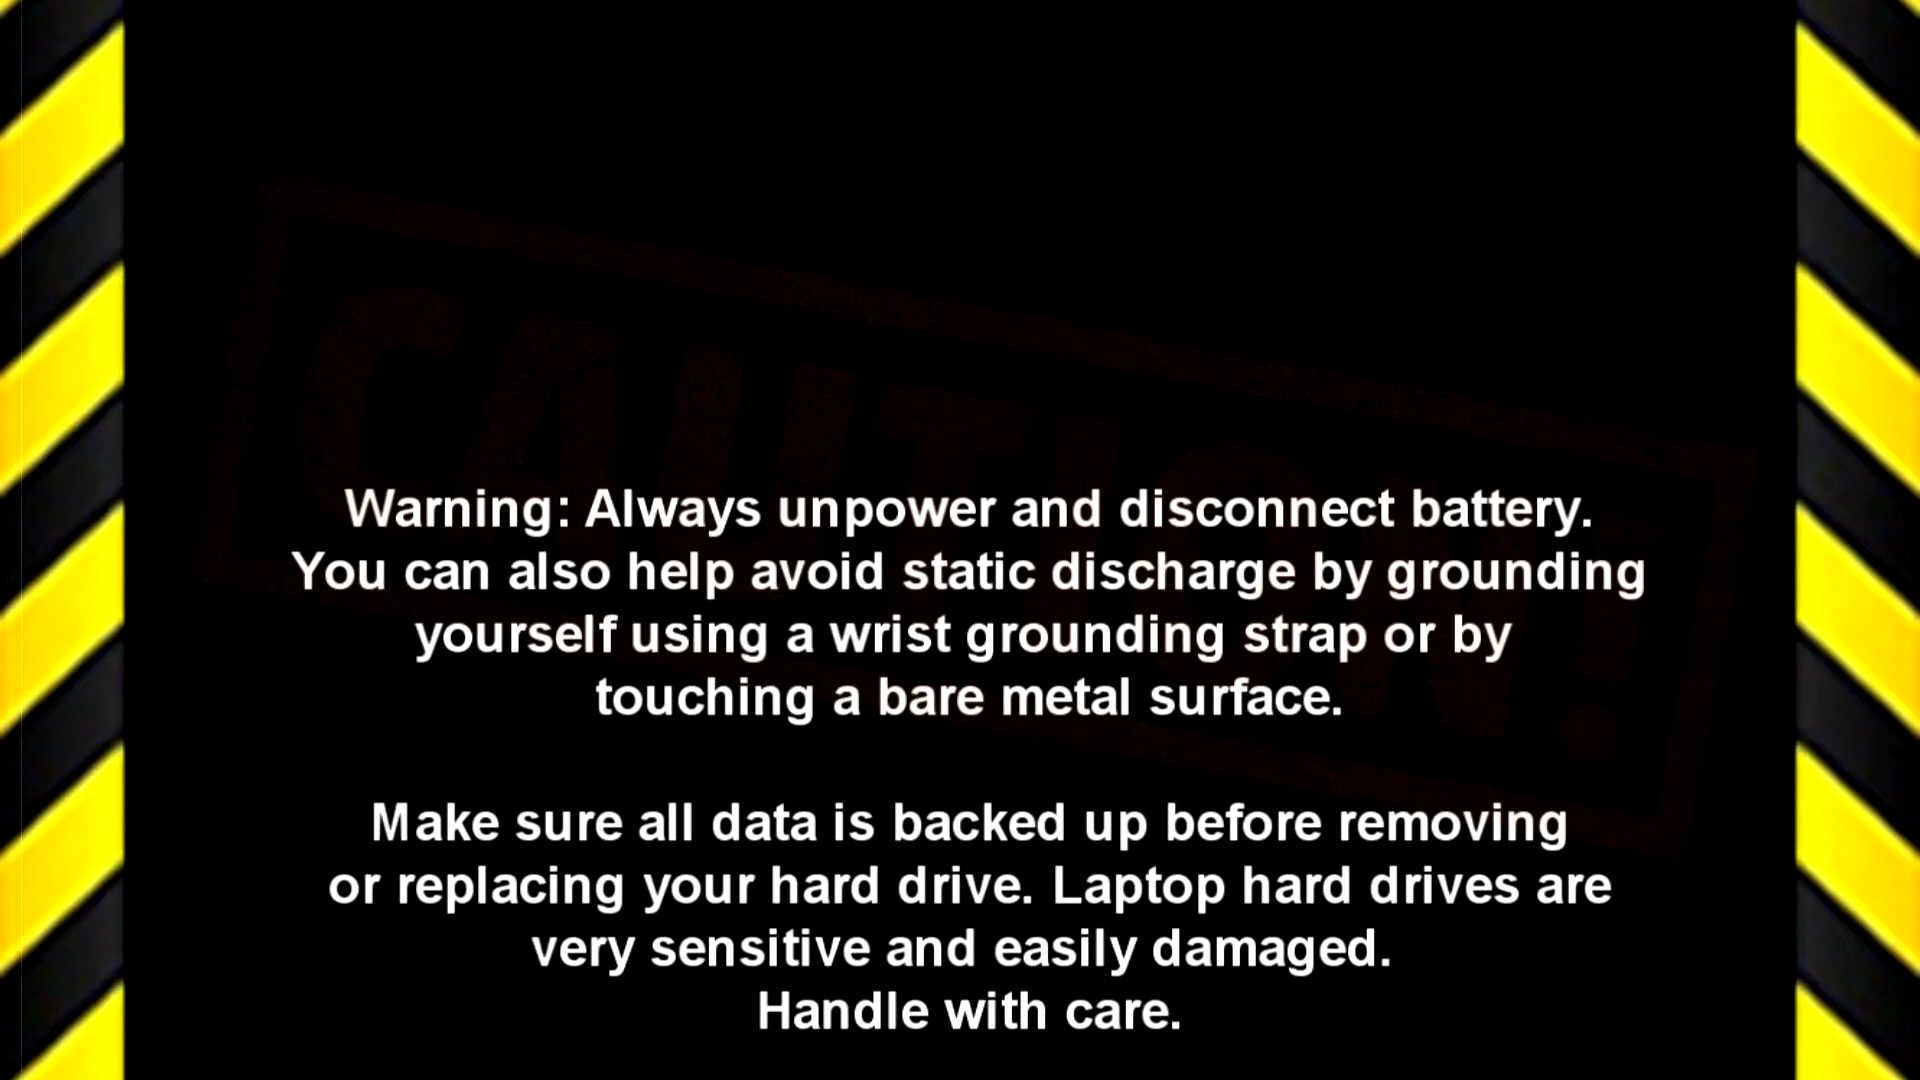 CAUTION!
Warning: Always unpower and disconnect battery.
You can also help avoid static discharge by grounding
yourself using a wrist grounding strap or by
touching a bare metal surface.
Make sure all data is backed up before removing
or replacing your hard drive. Laptop hard drives are
very sensitive and easily damaged.
Handle with care.